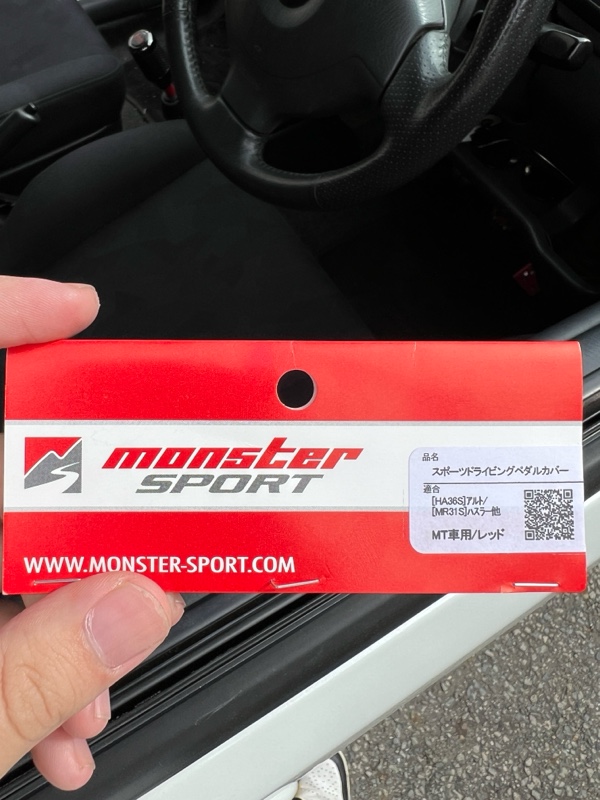 monster
SPORT
品名
スポーツドライビングペダルカバー
適合
[HA36S]アルト/
[MR31S]ハスラー他
MT車用/レッド
WWW.MONSTER-SPORT.COM